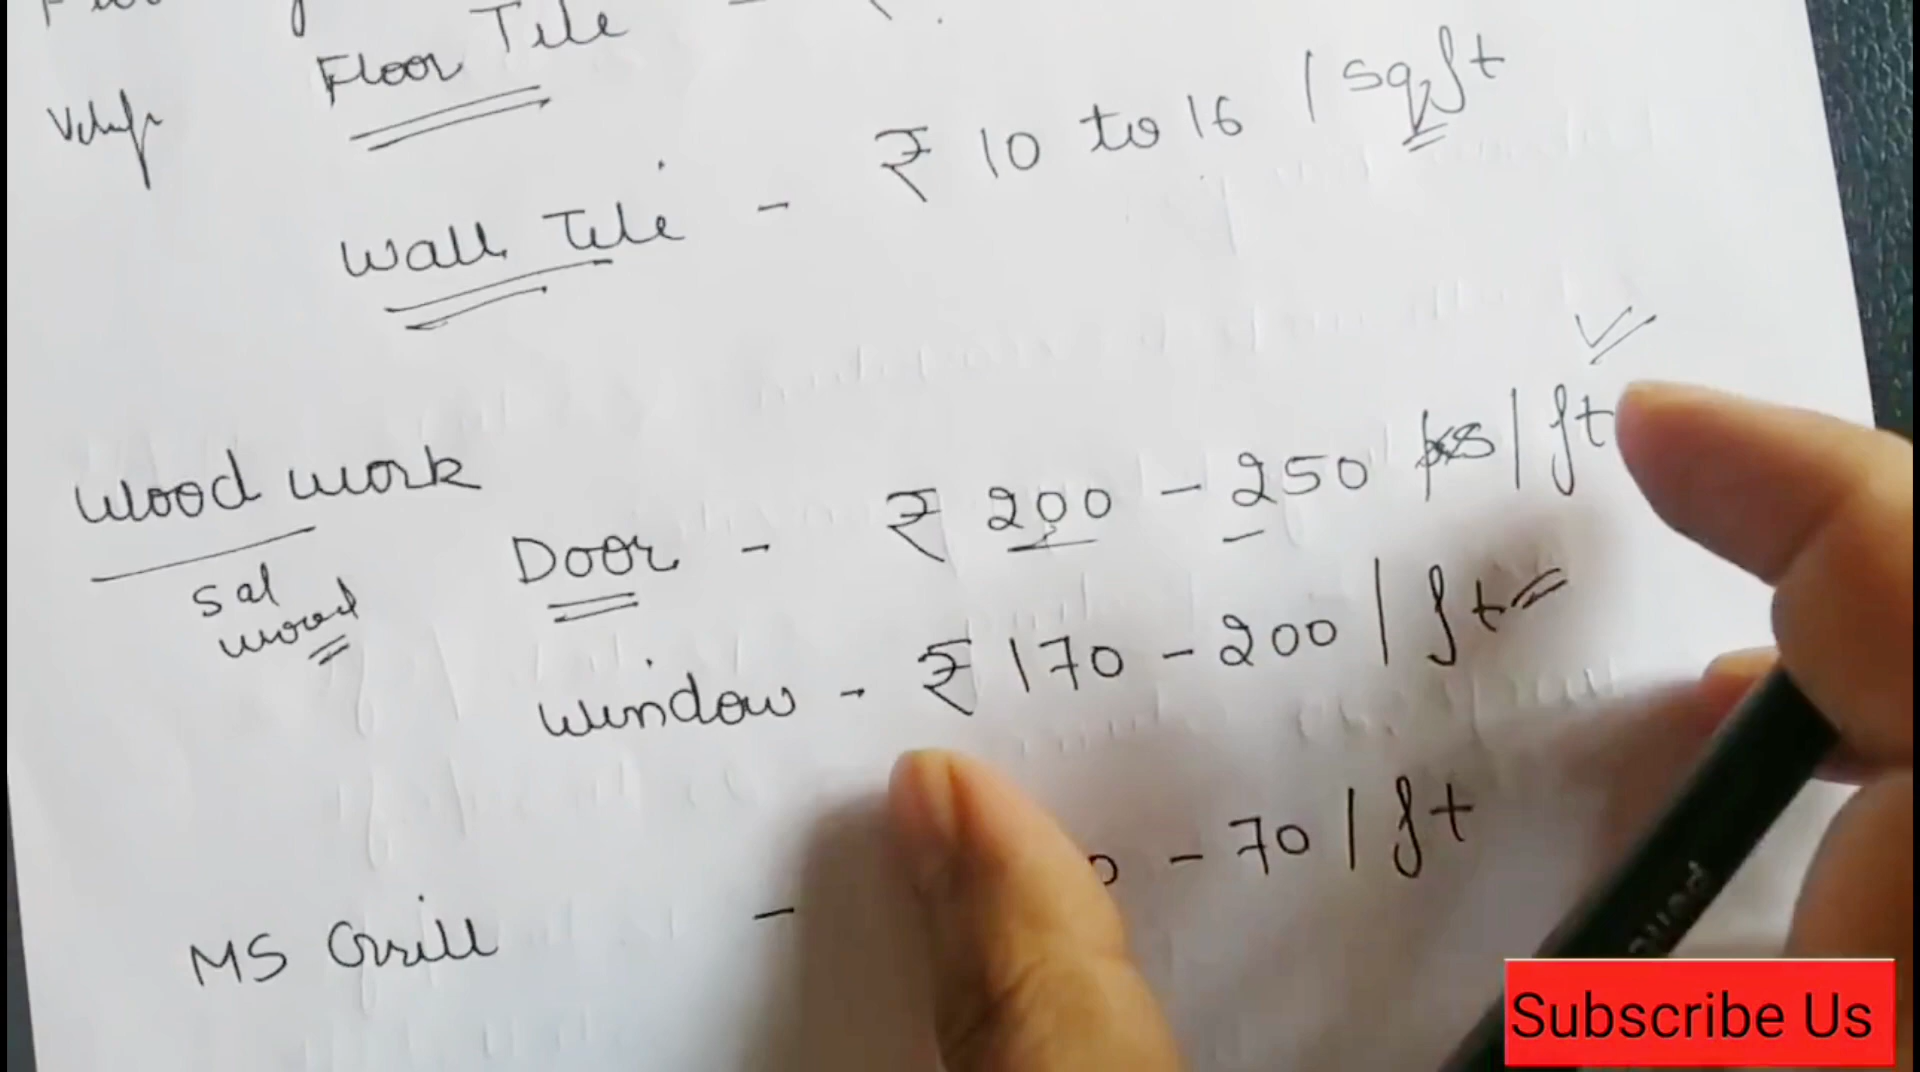 Floor Tile -
Wall Tile - ₹ 10 to 16 / sqft
Wood work
Sal wood
Door - ₹ 200 - 250 / ft
Window - ₹ 170 - 200 / ft
MS Grill - 0 - 70 / ft
Subscribe Us